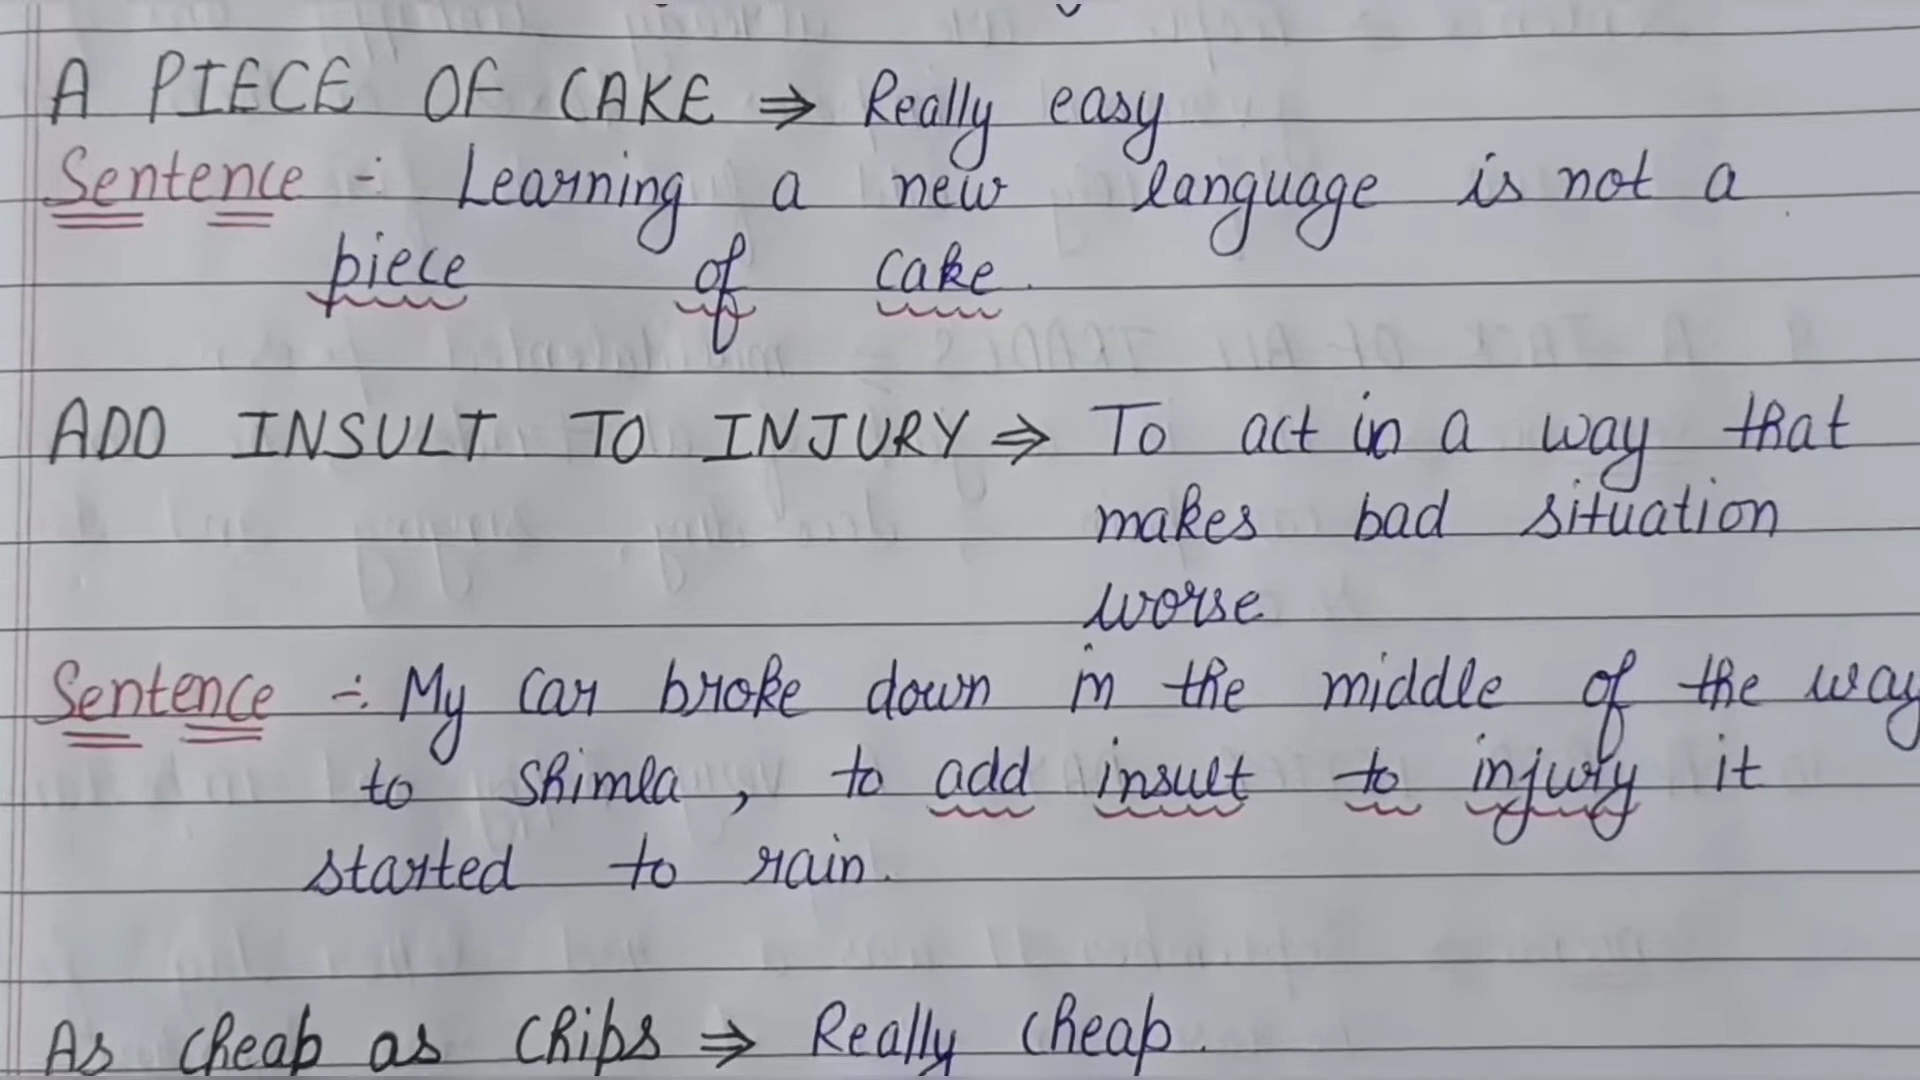 A PIECE OF CAKE ⇒ Really easy
Sentence ÷ Learning a new language is not a
piece of cake.
ADD INSULT TO INJURY ⇒ To act in a way that
makes bad situation
worse
Sentence ÷ My car broke down in the middle of the way
to Shimla, to add insult to injury it
started to rain.
As cheap as chips ⇒ Really cheap.